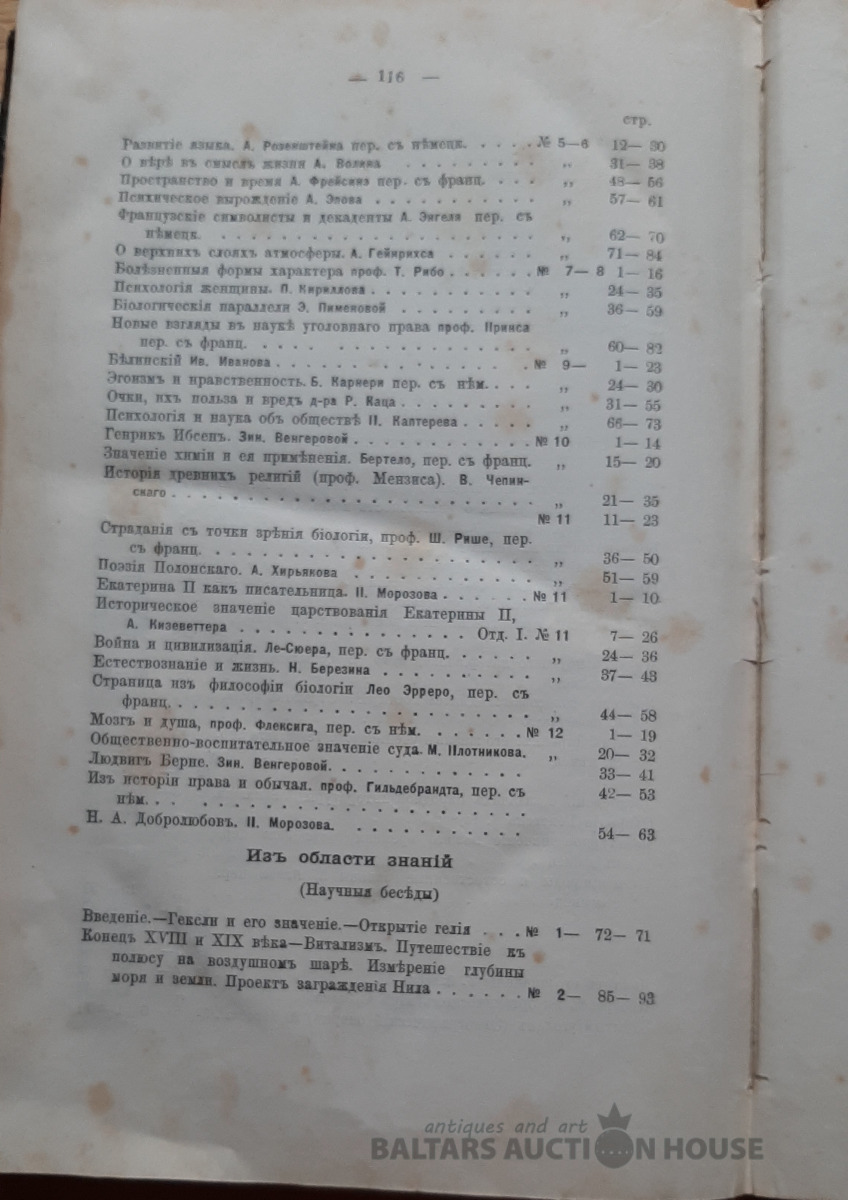 — 116 —
стр.
Развитіе языка. А. Розенштейна пер. съ нѣмецк. . . . . № 5—6 12— 30
О вѣрѣ въ смыслъ жизни А. Волина . . . . . . . . „ 31— 38
Пространство и время А. Фрейсинэ пер. съ франц. . . . „ 48— 56
Психическое вырожденіе А. Элова . . . . . . . . . . „ 57— 61
Французскіе символисты и декаденты А. Энгеля пер. съ
нѣмецк. . . . . . . . . . . . . . . . . . . . „ 62— 70
О верхнихъ слояхъ атмосферы. А. Гейнрихса . . . . . . „ 71— 84
Болѣзненныя формы характера проф. Т. Рибо . . . . . . № 7— 8 1— 16
Психологія женщины. П. Кириллова . . . . . . . . . . . „ 24— 35
Біологическія параллели Э. Пименовой . . . . . . . . . „ 36— 59
Новые взгляды въ наукѣ уголовнаго права проф. Принса
пер. съ франц. . . . . . . . . . . . . . . . . . „ 60— 82
Бѣлинскій Ив. Иванова . . . . . . . . . . . . . . . . № 9— 1— 23
Эгоизмъ и нравственность. Б. Карнери пер. съ нѣм. . . . „ 24— 30
Очки, ихъ польза и вредъ д-ра Р. Каца . . . . . . . . . „ 31— 55
Психологія и наука объ обществѣ П. Каптерева . . . . . „ 66— 73
Генрикъ Ибсенъ. Зин. Венгеровой . . . . . . . . . . . . № 10 1— 14
Значеніе химіи и ея примѣненія. Бертело, пер. съ франц. „ 15— 20
Исторія древнихъ религій (проф. Мензиса). В. Чепин-
скаго . . . . . . . . . . . . . . . . . . . . . . „ 21— 35
№ 11 11— 23
Страданія съ точки зрѣнія біологіи, проф. Ш. Рише, пер.
съ франц. . . . . . . . . . . . . . . . . . . . . „ 36— 50
Поэзія Полонскаго. А. Хирьякова . . . . . . . . . . . . „ 51— 59
Екатерина II какъ писательница. П. Морозова . . . . . . № 11 1— 10
Историческое значеніе царствованія Екатерины II,
А. Кизеветтера . . . . . . . . . . . . . . . Отд. I. № 11 7— 26
Война и цивилизація. Ле-Сюера, пер. съ франц. . . . . . „ 24— 36
Естествознаніе и жизнь. Н. Березина . . . . . . . . . . „ 37— 43
Страница изъ философіи біологіи Лео Эрреро, пер. съ
франц. . . . . . . . . . . . . . . . . . . . . . . „ 44— 58
Мозгъ и душа, проф. Флексига, пер. съ нѣм. . . . . . . № 12 1— 19
Общественно-воспитательное значеніе суда. М. Плотникова. „ 20— 32
Людвигъ Берне. Зин. Венгеровой. . . . . . . . . . . . . 33— 41
Изъ исторіи права и обычая. проф. Гильдебрандта, пер. съ 42— 53
нѣм. . . . . . . . . . . . . . . . . . . . . .
Н. А. Добролюбовъ. П. Морозова. . . . . . . . . . . . 54— 63
Изъ области знаній
(Научныя бесѣды)
Введеніе.—Гексли и его значеніе.—Открытіе гелія . . . № 1— 72— 71
Конецъ XVIII и XIX вѣка—Витализмъ. Путешествіе къ
полюсу на воздушномъ шарѣ. Измѣреніе глубины
моря и земли. Проектъ загражденія Нила . . . . . . . № 2— 85— 93
antiques and art
BALTARS AUCTION HOUSE